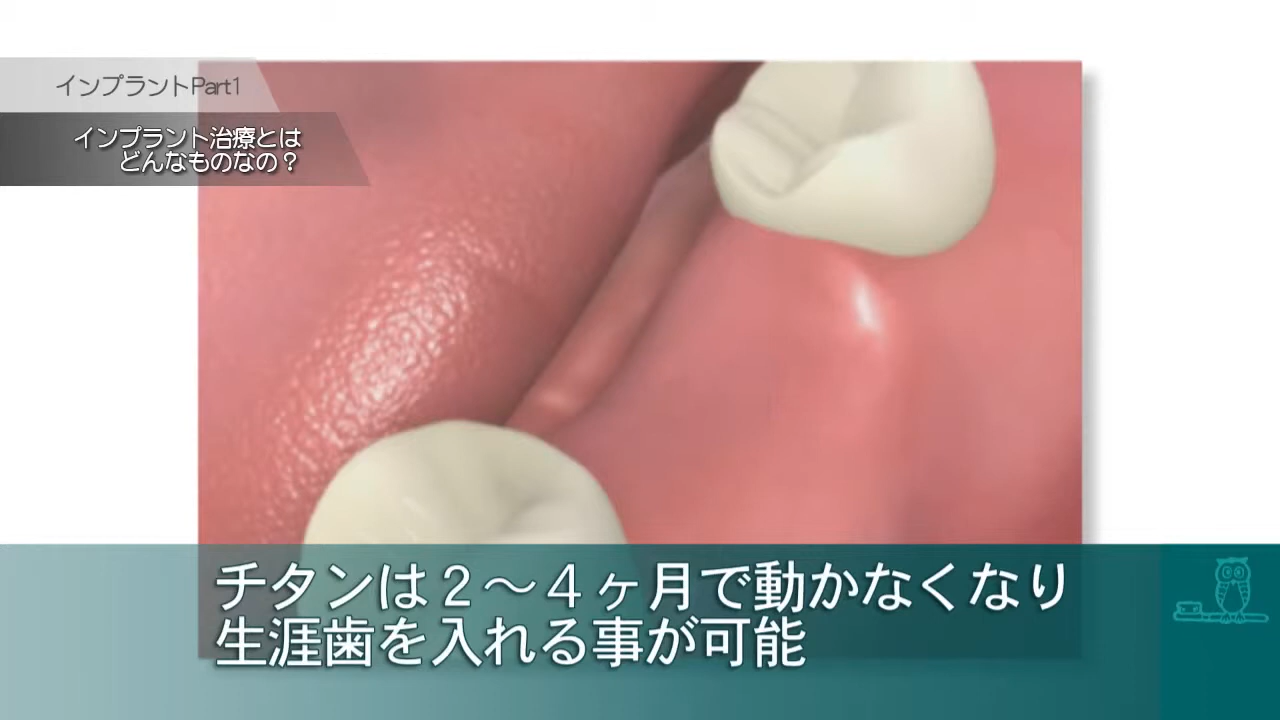 インプラントPart1
インプラント治療とは
どんなものなの？
チタンは２～４ヶ月で動かなくなり
生涯歯を入れる事が可能